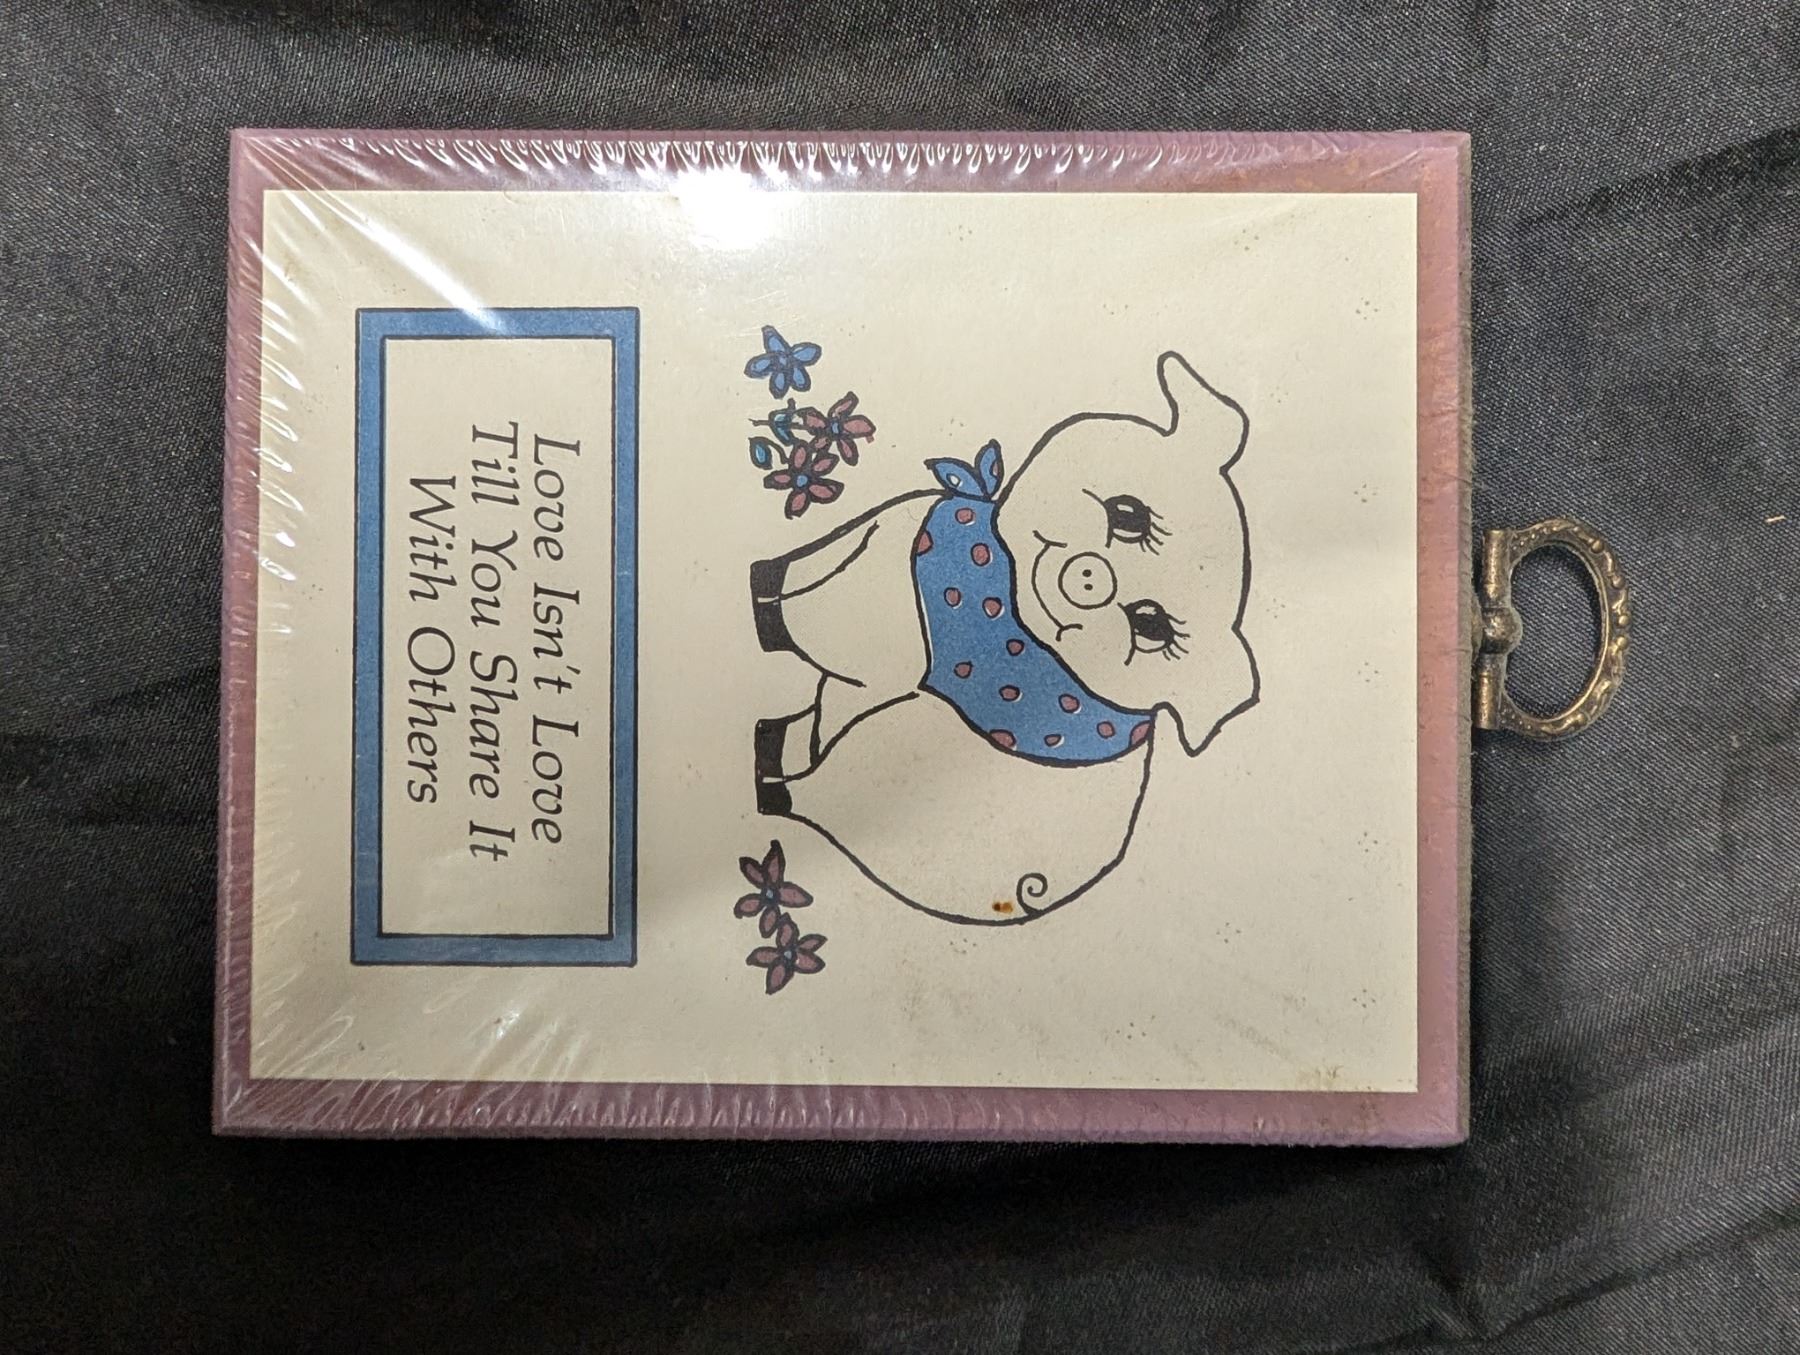 Love Isn't Love
Till You Share It
With Others